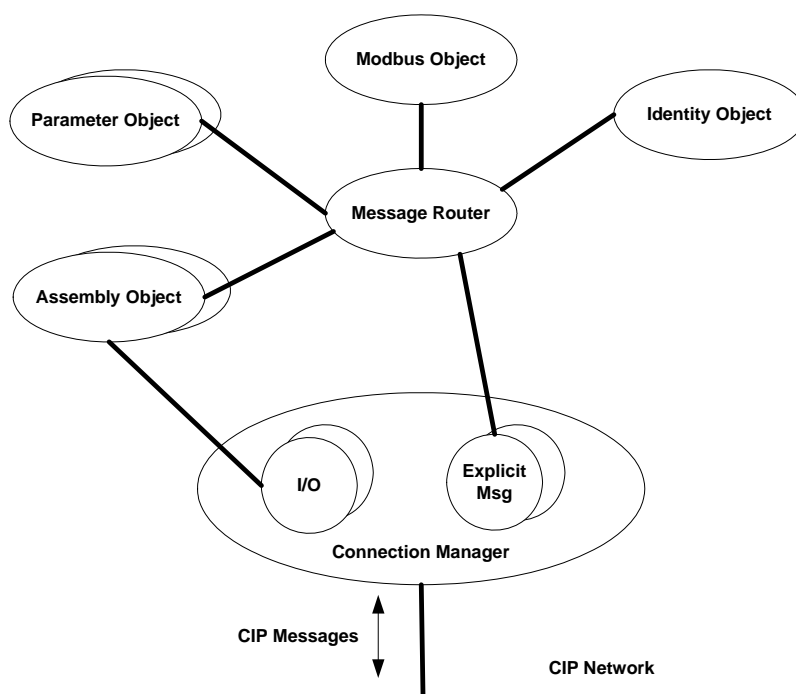 Modbus Object
Parameter Object
Identity Object
Message Router
Assembly Object
I/O
Explicit
Msg
Connection Manager
CIP Messages
CIP Network